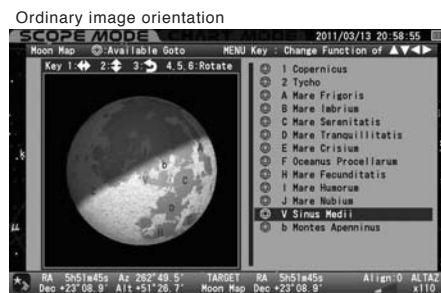 Ordinary image orientation
SCOPE MODE CHART MODE 2011/03/13 20:58:55
Moon Map ◎:Available Goto MENU Key : Change Function of ▲▼◀▶
Key 1: 2: 3: 4,5,6:Rotate
◎ 1 Copernicus
◎ 2 Tycho
◎ A Mare Frigoris
◎ B Mare Imbrium
◎ C Mare Serenitatis
◎ D Mare Tranquillitatis
◎ E Mare Crisium
◎ F Oceanus Procellarum
◎ H Mare Fecunditatis
◎ I Mare Humorum
◎ J Mare Nubium
◎ V Sinus Medii
◎ b Montes Apenninus
A
b
V
C
D
H
RA 5h51m45s Az 262°49.5' TARGET RA 5h51m45s Align:0 ALTAZ
Dec +23°08.9' Alt +51°26.7' Moon Map Dec +23°08.9' x110